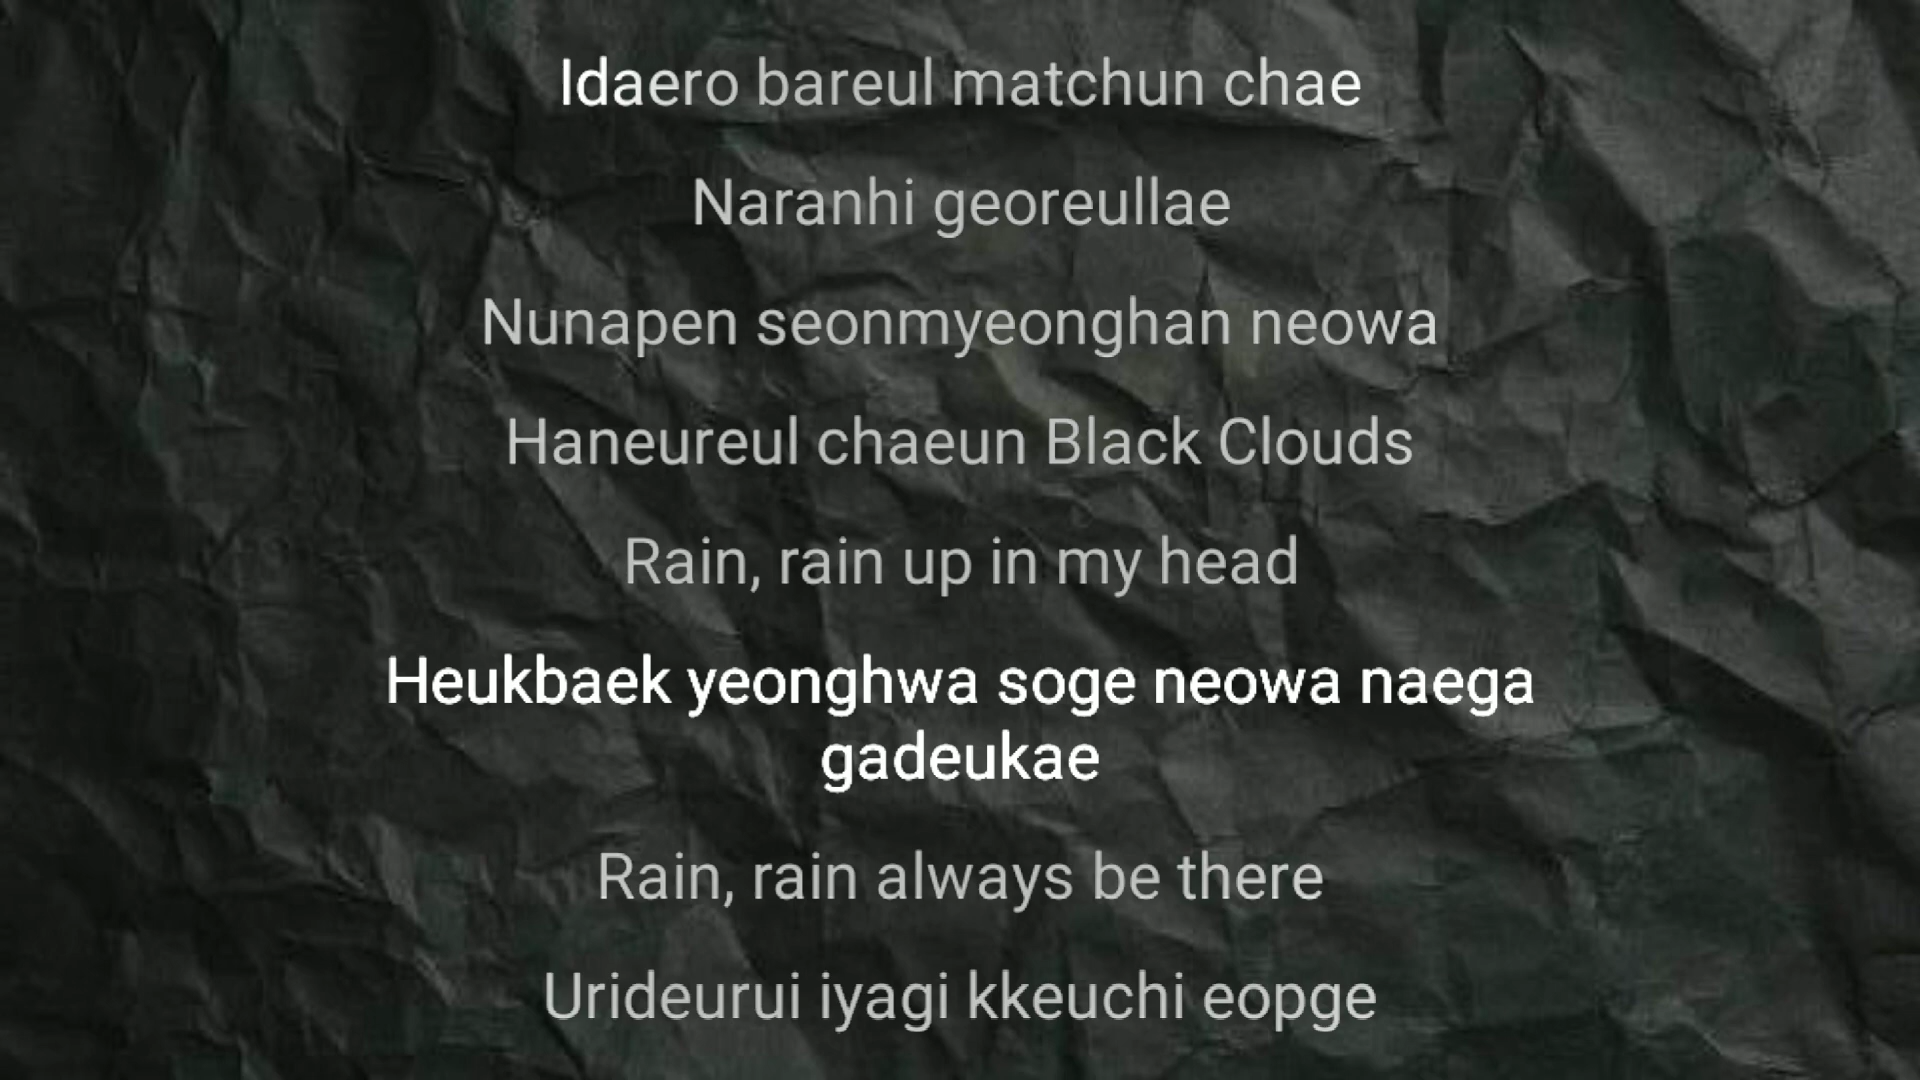 Idaero bareul matchun chae
Naranhi georeullae
Nunapen seonmyeonghan neowa
Haneureul chaeun Black Clouds
Rain, rain up in my head
Heukbaek yeonghwa soge neowa naega
gadeukae
Rain, rain always be there
Urideurui iyagi kkeuchi eopge